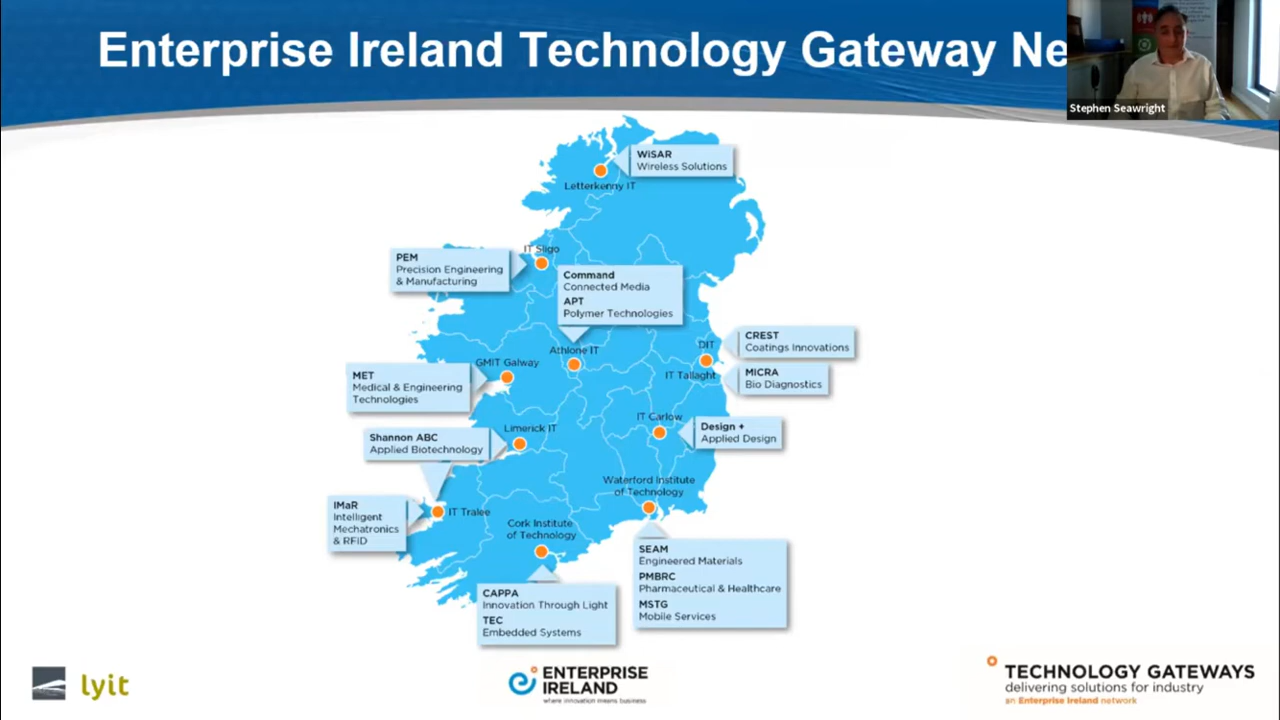 Enterprise Ireland Technology Gateway Ne
Stephen Seawright
WiSAR
Wireless Solutions
Letterkenny IT
IT Sligo
PEM
Precision Engineering
& Manufacturing
Command
Connected Media
APT
Polymer Technologies
Athlone IT
DIT
IT Tallaght
CREST
Coatings Innovations
MICRA
Bio Diagnostics
GMIT Galway
MET
Medical & Engineering
Technologies
Limerick IT
Shannon ABC
Applied Biotechnology
IT Carlow
Design +
Applied Design
Waterford Institute
of Technology
IMaR
Intelligent
Mechatronics
& RFiD
IT Tralee
Cork Institute
of Technology
SEAM
Engineered Materials
PMBRC
Pharmaceutical & Healthcare
MSTG
Mobile Services
CAPPA
Innovation Through Light
TEC
Embedded Systems
lyit
ENTERPRISE
IRELAND
where innovation means business
TECHNOLOGY GATEWAYS
delivering solutions for industry
an Enterprise Ireland network